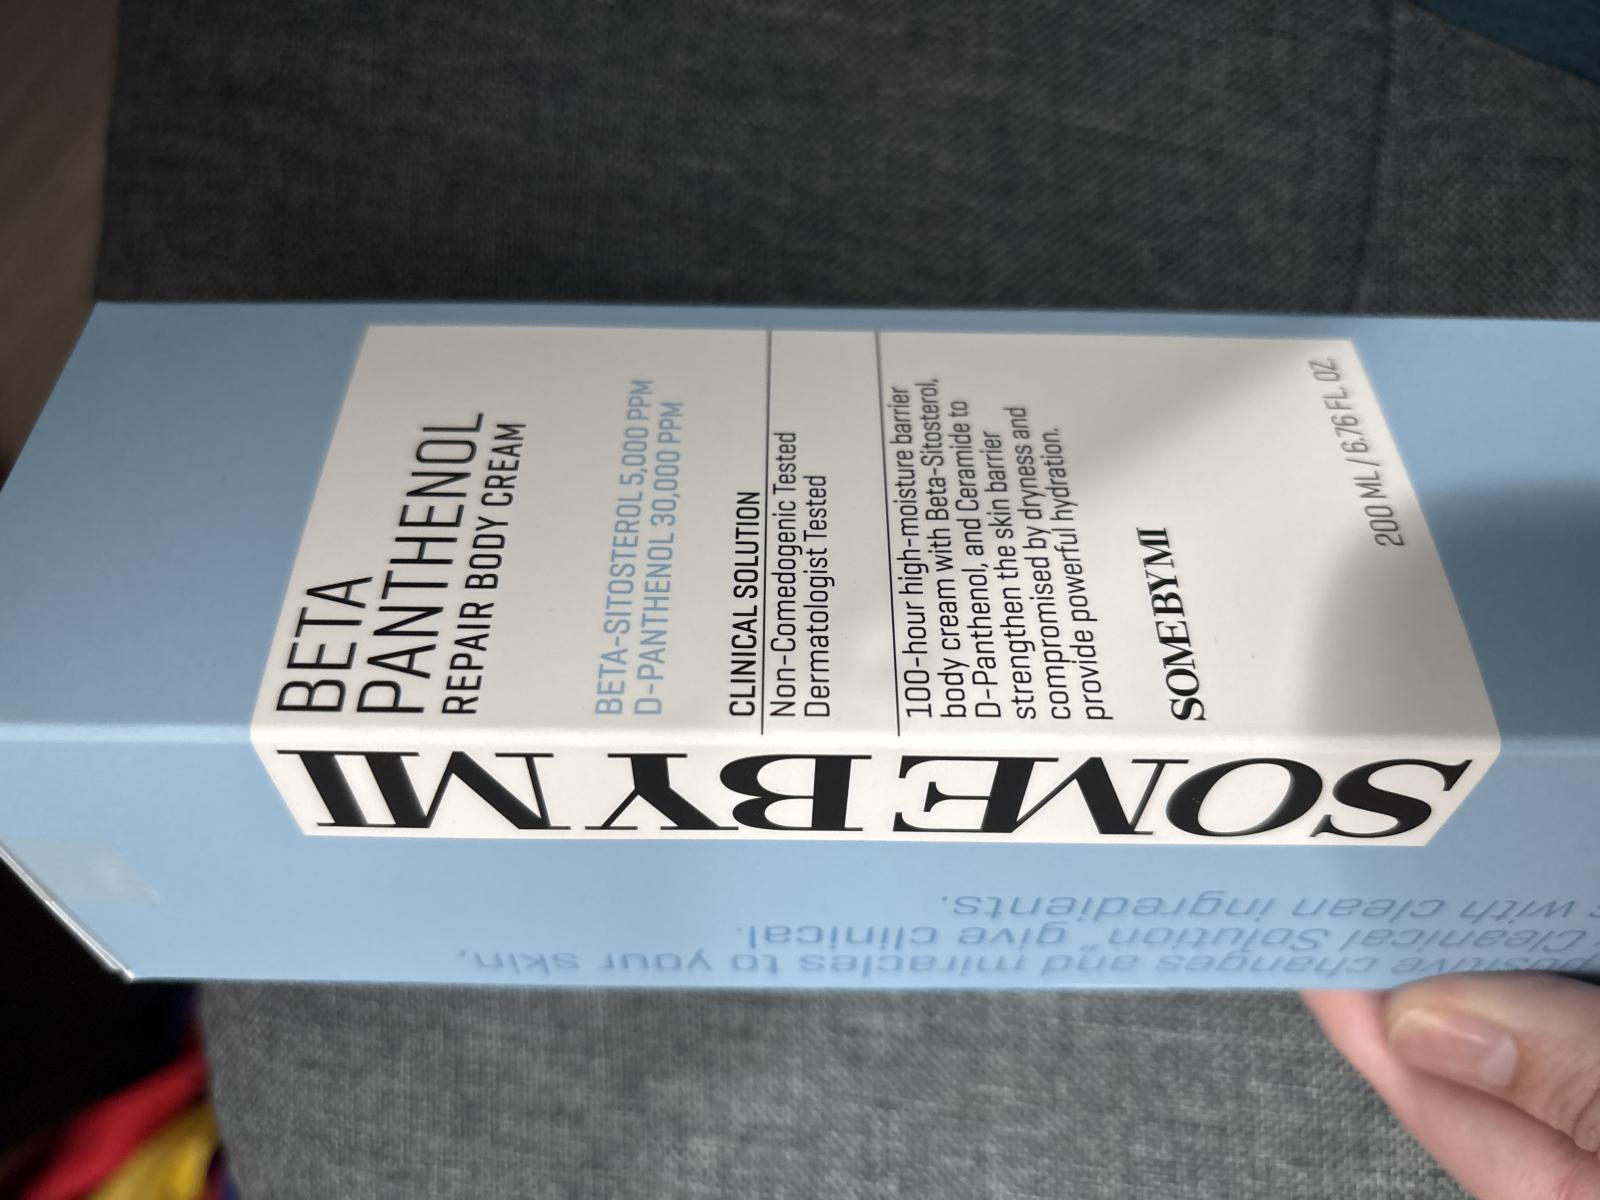 BETA
PANTHENOL
REPAIR BODY CREAM
BETA-SITOSTEROL 5,000 PPM
D-PANTHENOL 30,000 PPM
CLINICAL SOLUTION
Non-Comedogenic Tested
Dermatologist Tested
100-hour high-moisture barrier
body cream with Beta-Sitosterol,
D-Panthenol, and Ceramide to
strengthen the skin barrier
compromised by dryness and
provide powerful hydration.
SOMEBYMI
200 ML / 6.76 FL. OZ.
SOME BY MI
positive changes and miracles to your skin,
Cleanical Solution" give clinical.
with clean ingredients.